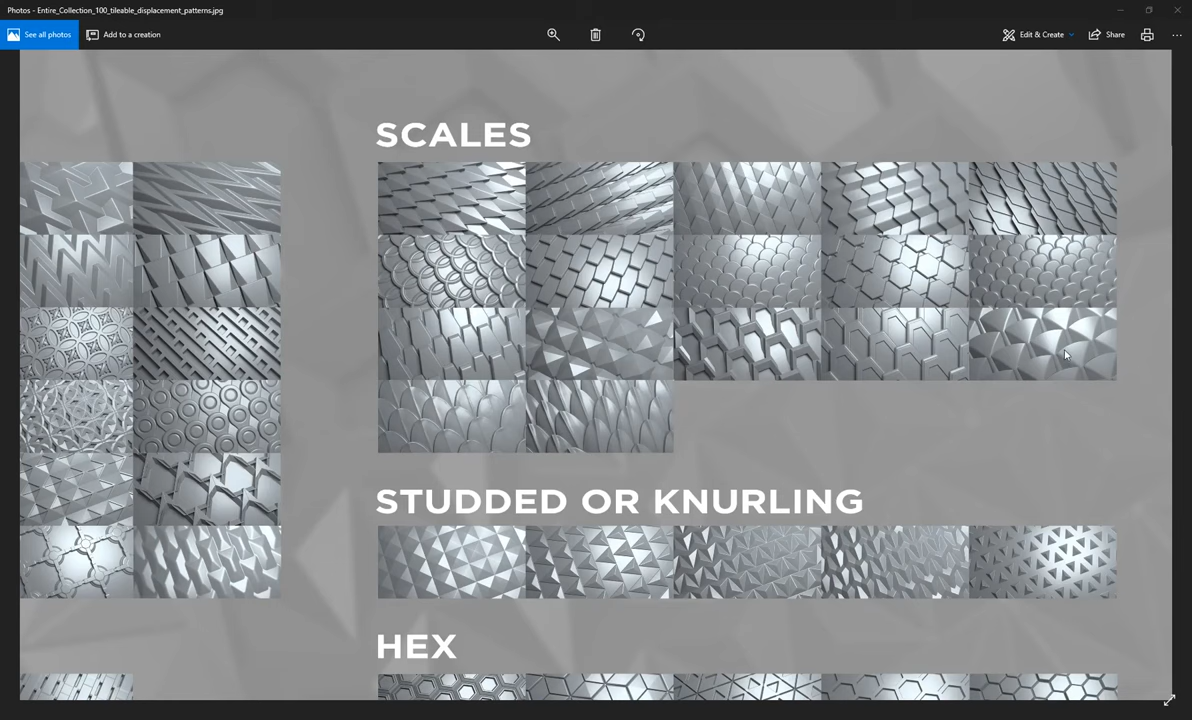 Photos - Entire_Collection_100_tileable_displacement_patterns.jpg
See all photos
Add to a creation
Edit & Create
Share
SCALES
STUDDED OR KNURLING
HEX